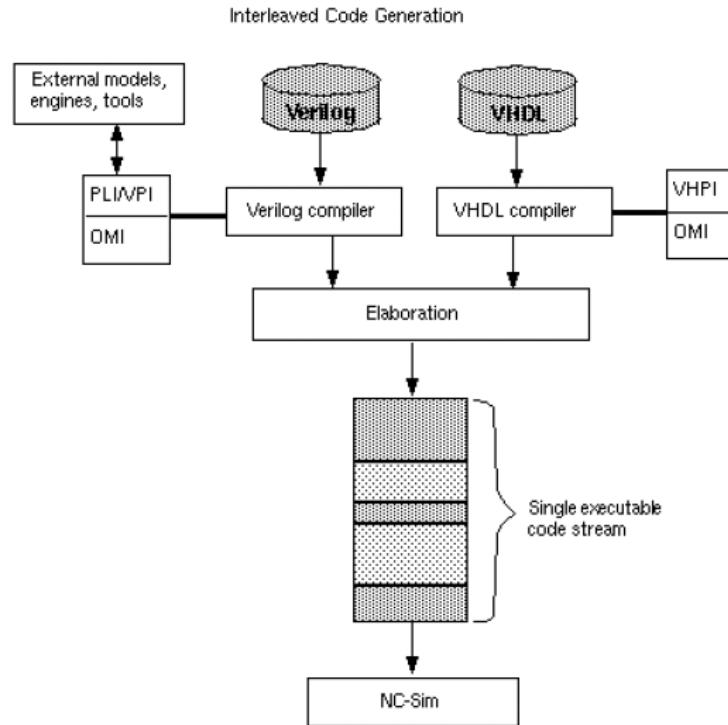 Interleaved Code Generation
External models,
engines, tools
Verilog
VHDL
PLI/VPI
OMI
Verilog compiler
VHDL compiler
VHPI
OMI
Elaboration
Single executable
code stream
NC-Sim